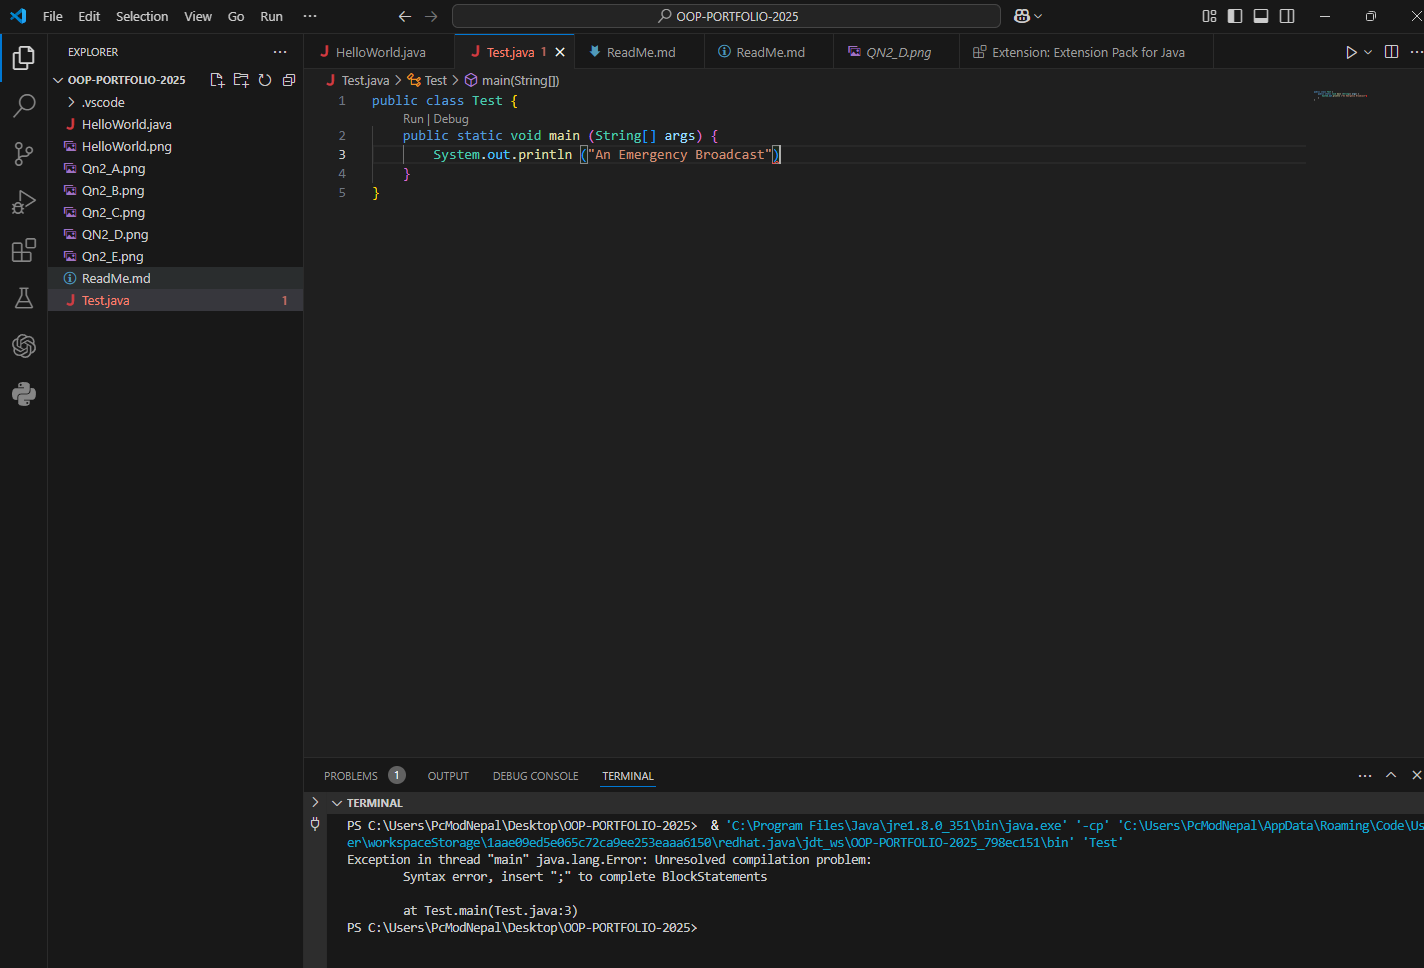 File Edit Selection View Go Run ···
OOP-PORTFOLIO-2025
EXPLORER ···
OOP-PORTFOLIO-2025
.vscode
HelloWorld.java
HelloWorld.png
Qn2_A.png
Qn2_B.png
Qn2_C.png
QN2_D.png
Qn2_E.png
ReadMe.md
Test.java 1
HelloWorld.java Test.java 1 ReadMe.md ReadMe.md QN2_D.png Extension: Extension Pack for Java
Test.java > Test > main(String[])
1 public class Test {
Run | Debug
2 public static void main (String[] args) {
3 System.out.println ("An Emergency Broadcast")
4 }
5 }
PROBLEMS 1 OUTPUT DEBUG CONSOLE TERMINAL
TERMINAL
PS C:\Users\PcModNepal\Desktop\OOP-PORTFOLIO-2025> & 'C:\Program Files\Java\jre1.8.0_351\bin\java.exe' '-cp' 'C:\Users\PcModNepal\AppData\Roaming\Code\Us
er\workspaceStorage\1aae09ed5e065c72ca9ee253eaaa6150\redhat.java\jdt_ws\OOP-PORTFOLIO-2025_798ec151\bin' 'Test'
Exception in thread "main" java.lang.Error: Unresolved compilation problem:
Syntax error, insert ";" to complete BlockStatements
at Test.main(Test.java:3)
PS C:\Users\PcModNepal\Desktop\OOP-PORTFOLIO-2025>